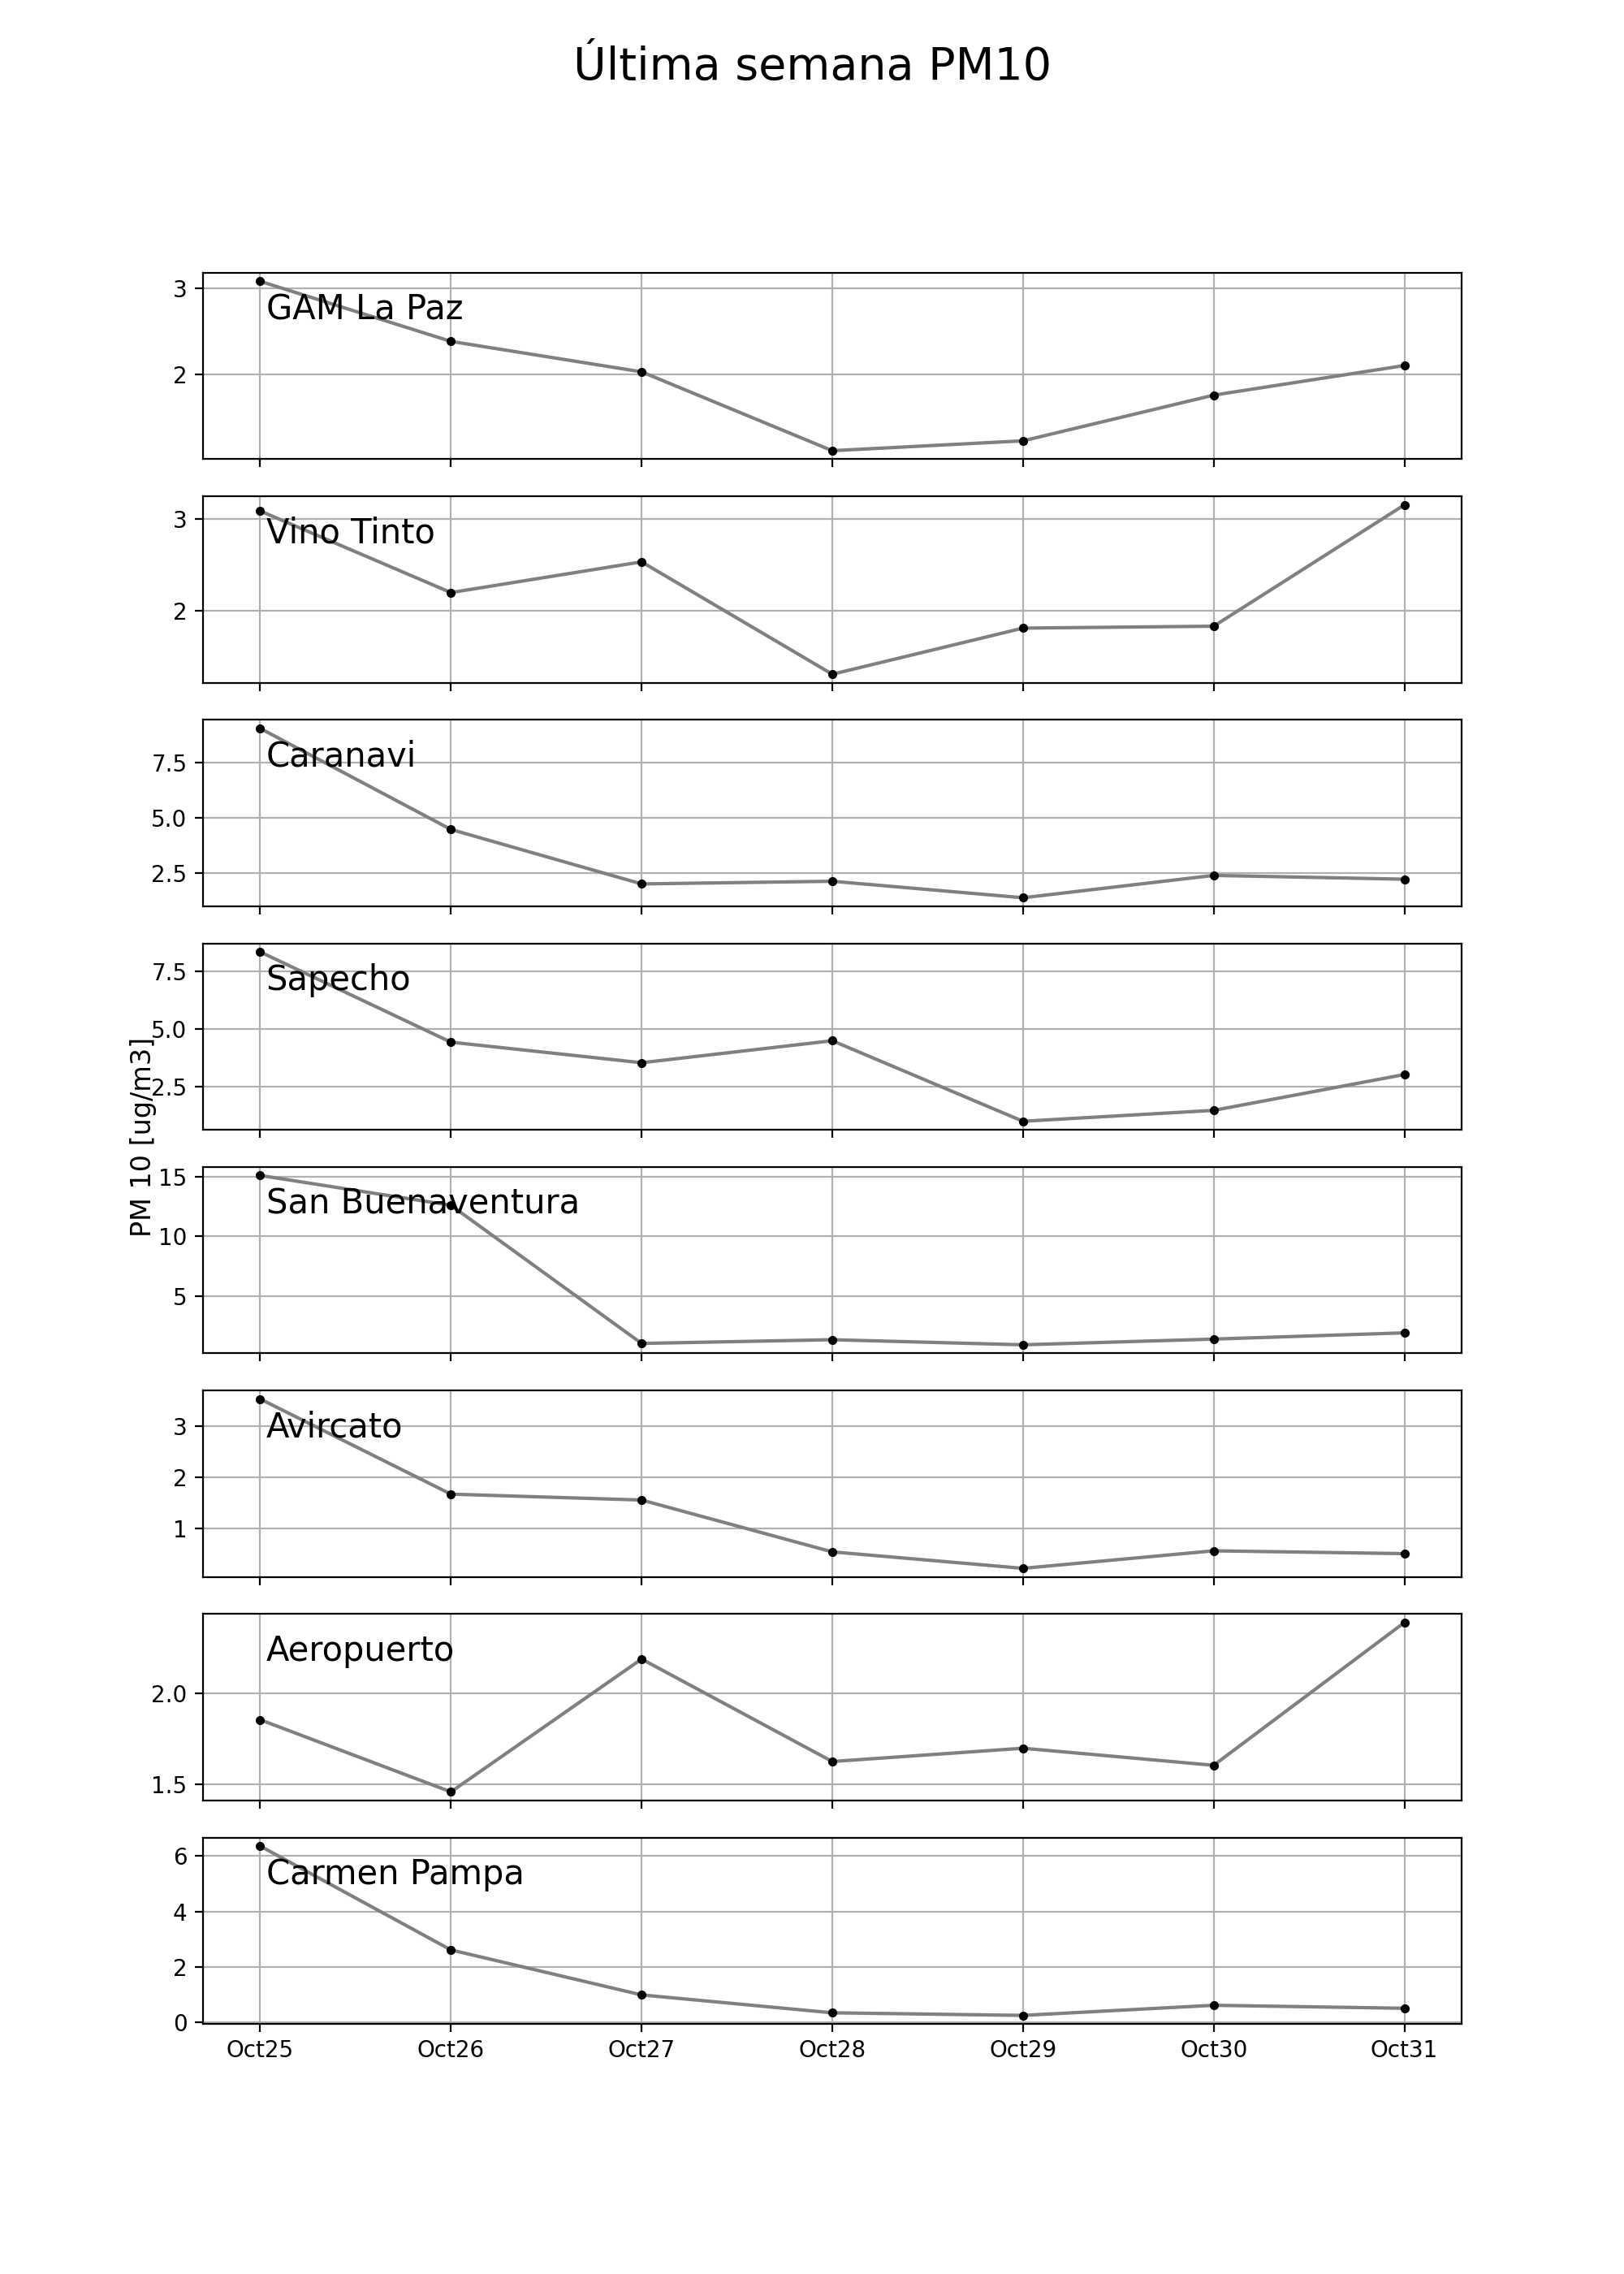 Última semana PM10
GAM La Paz
3
2
Vino Tinto
3
2
Caranavi
7.5
5.0
2.5
Sapecho
7.5
5.0
2.5
PM 10 [ug/m3]
San Buenaventura
15
10
5
Avircato
3
2
1
Aeropuerto
2.0
1.5
Carmen Pampa
6
4
2
0
Oct25 Oct26 Oct27 Oct28 Oct29 Oct30 Oct31